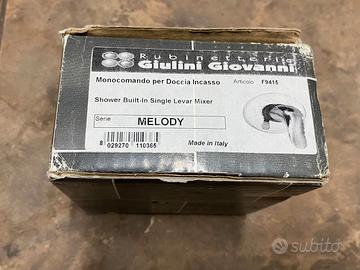 Rubinetteria
Giulini Giovanni
Monocomando per Doccia Incasso Articolo F9415
Shower Built-In Single Levar Mixer
Serie MELODY
8 029270 110365 Made in Italy
subito